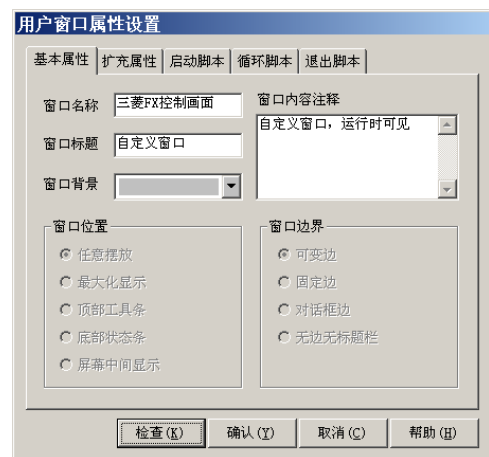 用户窗口属性设置
基本属性 扩充属性 启动脚本 循环脚本 退出脚本
窗口名称 三菱FX控制画面
窗口标题 自定义窗口
窗口背景
窗口内容注释
自定义窗口，运行时可见
窗口位置
任意摆放
最大化显示
顶部工具条
底部状态条
屏幕中间显示
窗口边界
可变边
固定边
对话框边
无边无标题栏
检查(K) 确认(Y) 取消(C) 帮助(H)